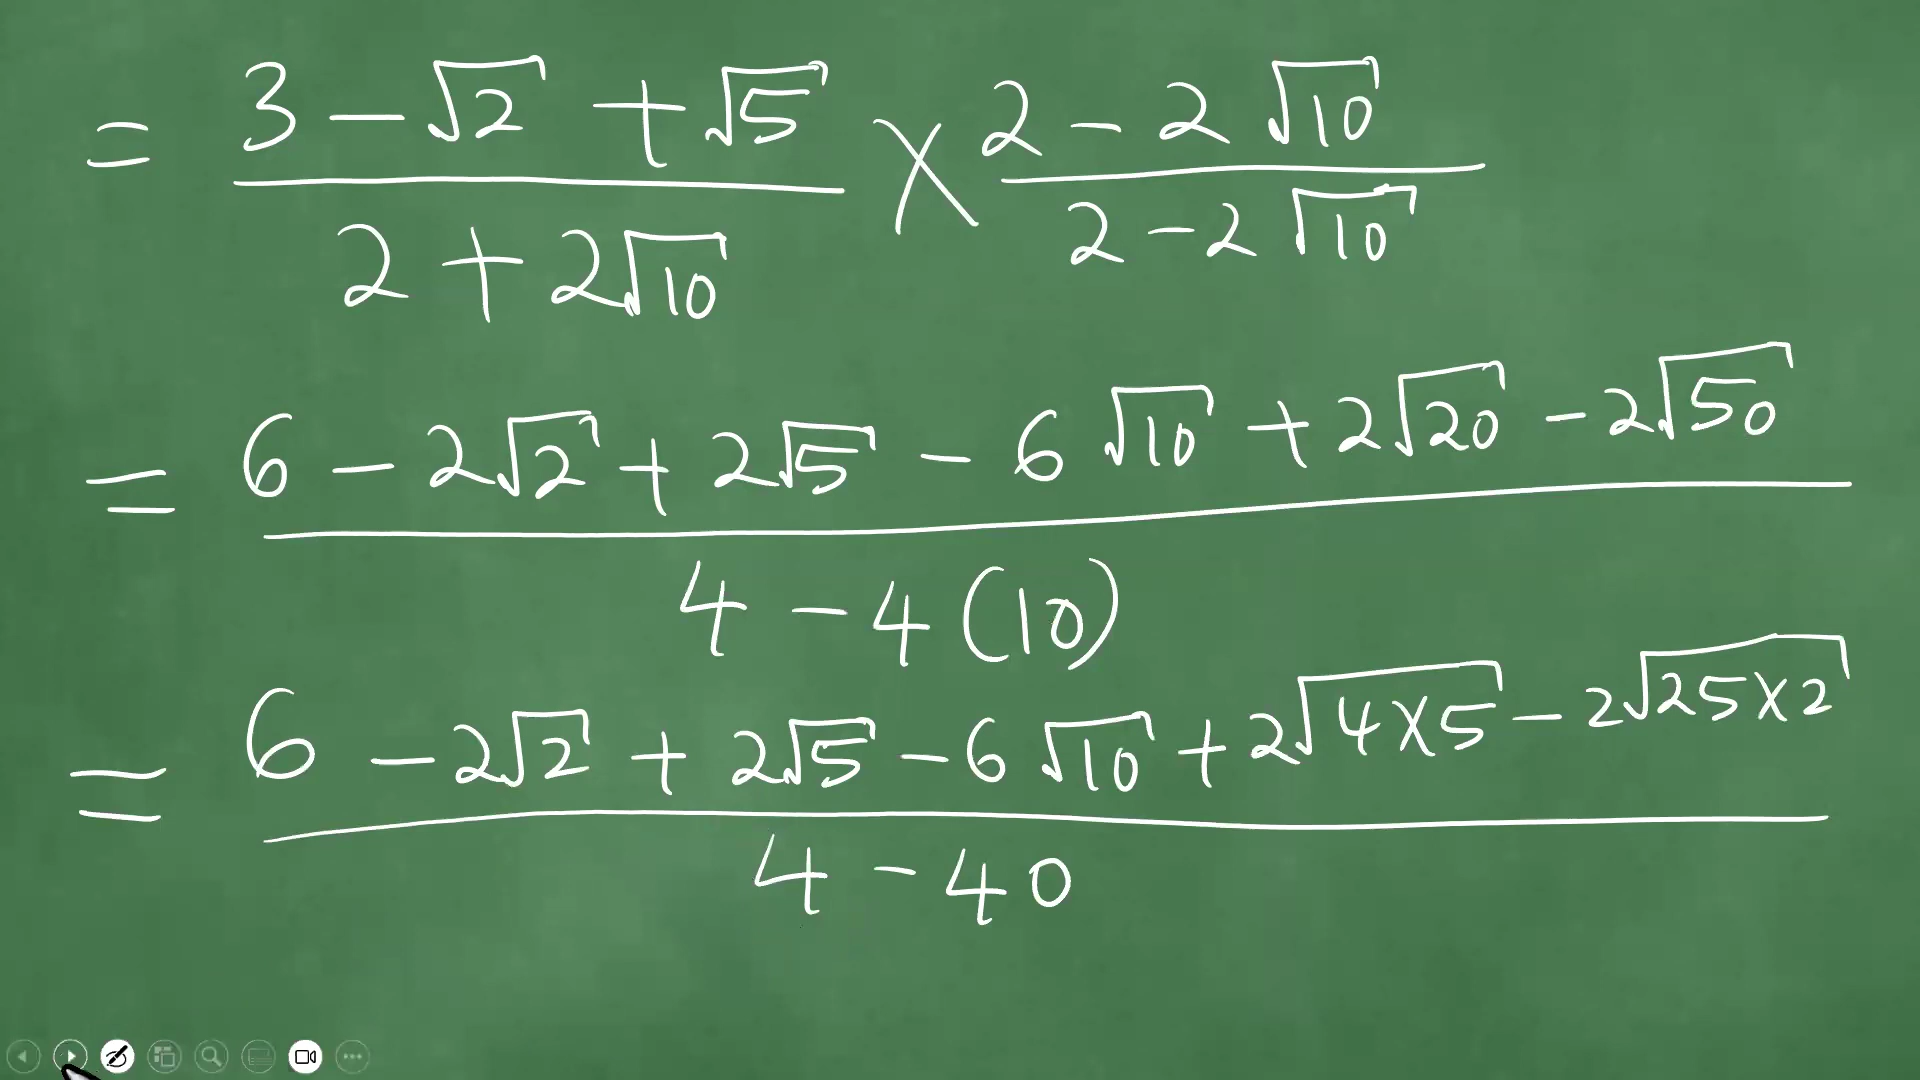 = (3 - √2 + √5)/(2 + 2√10) × (2 - 2√10)/(2 - 2√10)
= (6 - 2√2 + 2√5 - 6√10 + 2√20 - 2√50)/(4 - 4(10))
= (6 - 2√2 + 2√5 - 6√10 + 2√(4×5) - 2√(25×2))/(4 - 40)